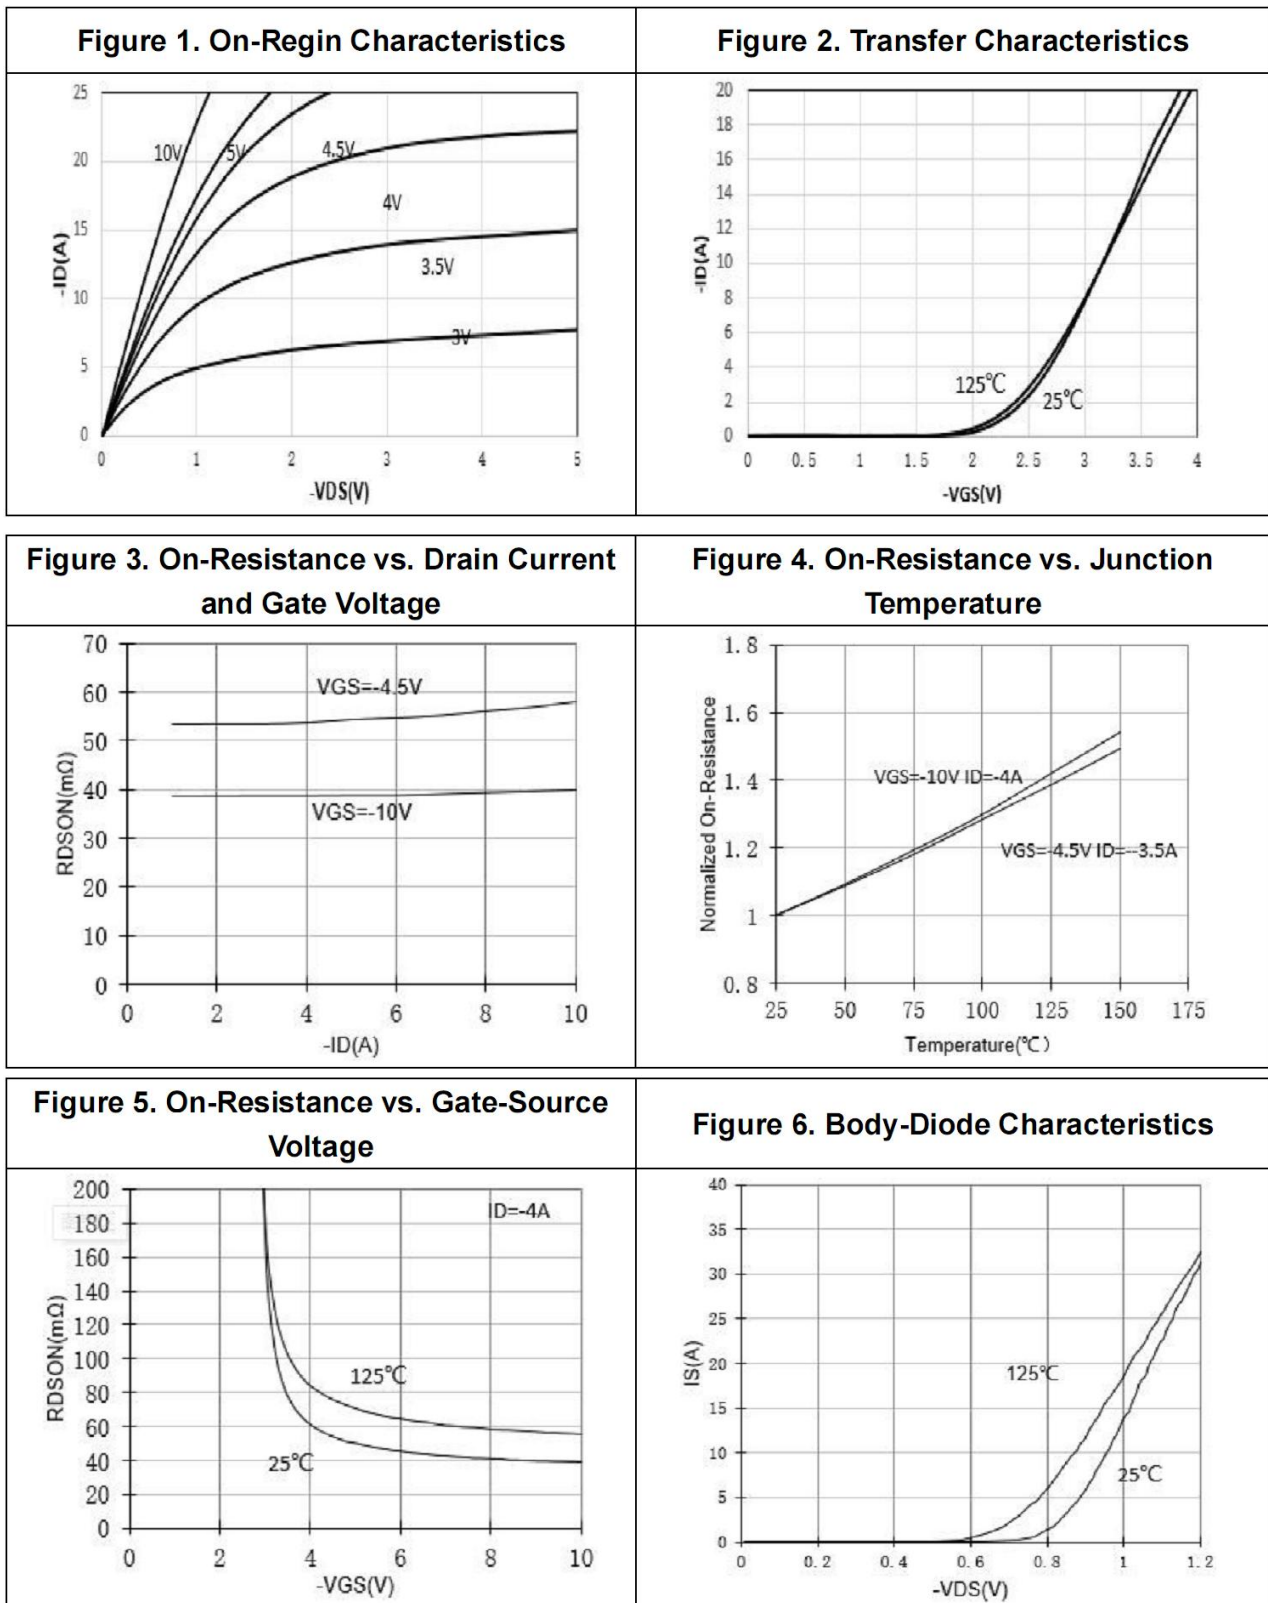 Figure 1. On-Regin Characteristics
25
20
15
10
5
0
0 1 2 3 4 5
-ID(A)
-VDS(V)
10V
5V
4.5V
4V
3.5V
3V
Figure 2. Transfer Characteristics
20
18
16
14
12
10
8
6
4
2
0
0 0.5 1 1.5 2 2.5 3 3.5 4
-ID(A)
-VGS(V)
125℃
25℃
Figure 3. On-Resistance vs. Drain Current
and Gate Voltage
70
60
50
40
30
20
10
0
0 2 4 6 8 10
RDSON(mΩ)
-ID(A)
VGS=-4.5V
VGS=-10V
Figure 4. On-Resistance vs. Junction
Temperature
1.8
1.6
1.4
1.2
1
0.8
25 50 75 100 125 150 175
Normalized On-Resistance
Temperature(℃)
VGS=-10V ID=-4A
VGS=-4.5V ID=--3.5A
Figure 5. On-Resistance vs. Gate-Source
Voltage
200
180
160
140
120
100
80
60
40
20
0
0 2 4 6 8 10
RDSON(mΩ)
-VGS(V)
ID=-4A
125℃
25℃
Figure 6. Body-Diode Characteristics
40
35
30
25
20
15
10
5
0
0 0.2 0.4 0.6 0.8 1 1.2
IS(A)
-VDS(V)
125℃
25℃